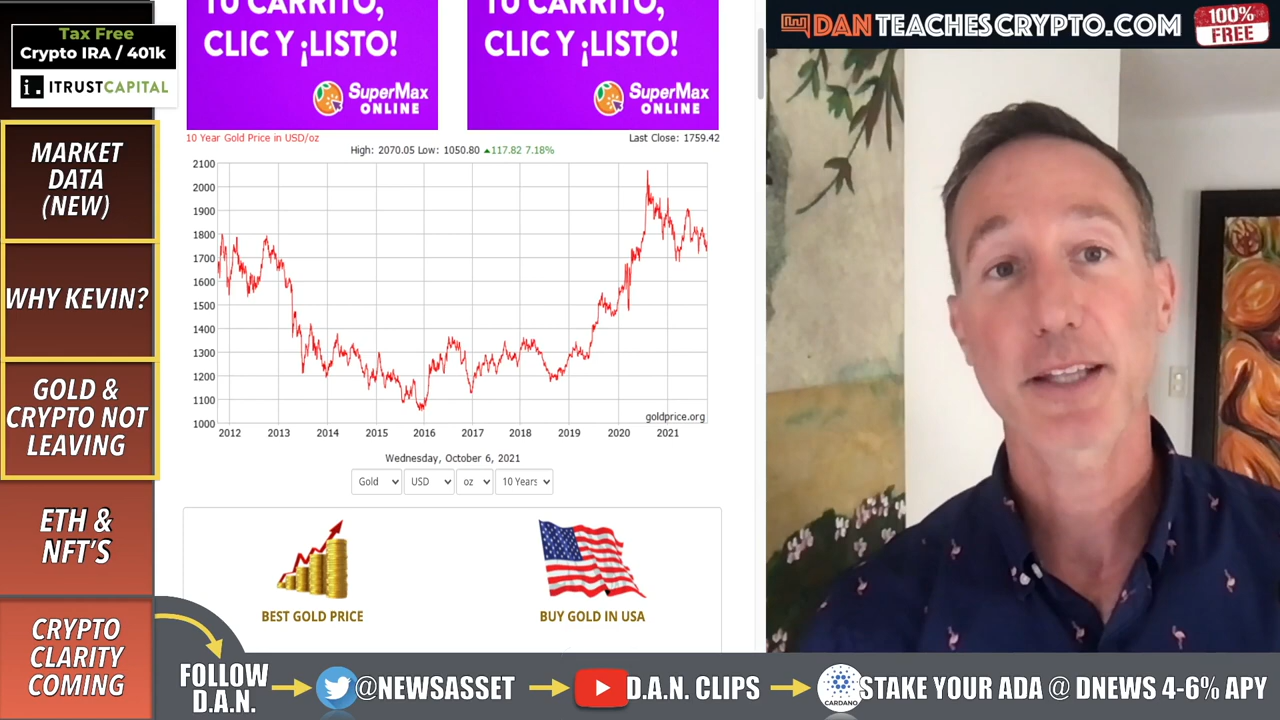 Tax Free
Crypto IRA / 401k
i.
ITRUSTCAPITAL
MARKET
DATA
(NEW)
WHY KEVIN?
GOLD &
CRYPTO NOT
LEAVING
ETH &
NFT'S
CRYPTO
CLARITY
COMING
TU CARRITO,
CLIC Y ¡LISTO!
SuperMax
ONLINE
TU CARRITO,
CLIC Y ¡LISTO!
SuperMax
ONLINE
10 Year Gold Price in USD/oz
Last Close: 1759.42
High: 2070.05 Low: 1050.80 ▲117.82 7.18%
2100
2000
1900
1800
1600
1500
1400
1300
1200
1100
1000
goldprice.org
2012 2013 2014 2015 2016 2017 2018 2019 2020 2021
Wednesday, October 6, 2021
Gold USD oz 10 Years
BEST GOLD PRICE
BUY GOLD IN USA
DANTEACHESCRYPTO.COM
100%
FREE
FOLLOW
D.A.N.
@NEWSASSET
D.A.N. CLIPS
CARDANO
STAKE YOUR ADA @ DNEWS 4-6% APY